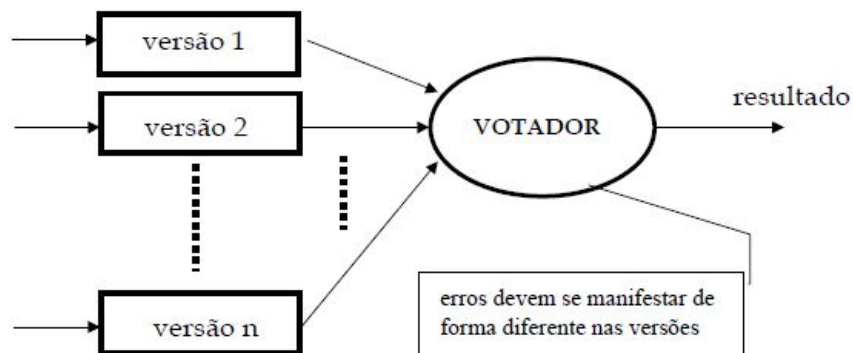 versão 1
versão 2
VOTADOR
resultado
versão n
erros devem se manifestar de
forma diferente nas versões